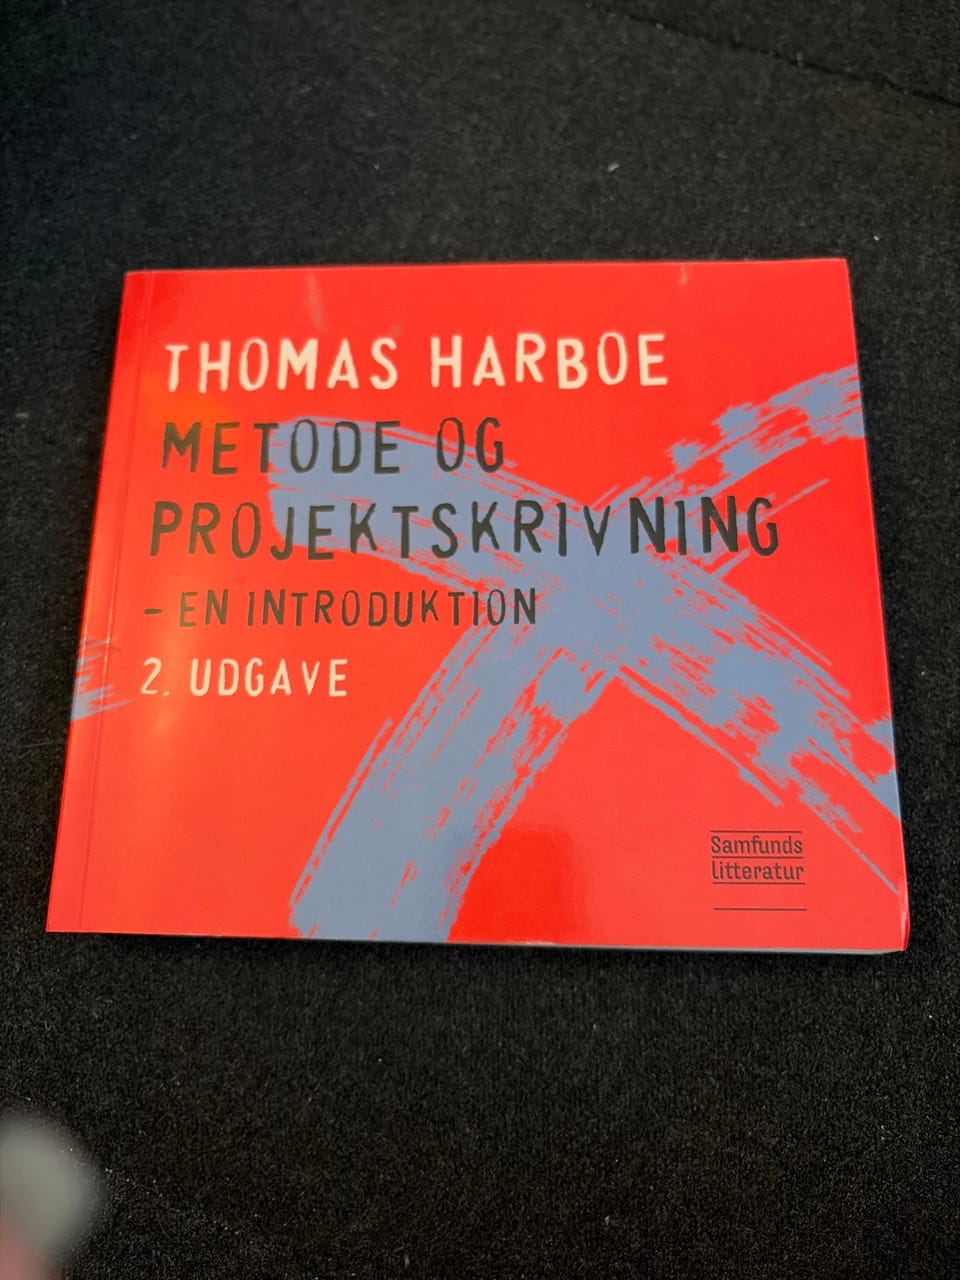 THOMAS HARBOE
METODE OG
PROJEKTSKRIVNING
– EN INTRODUKTION
2. UDGAVE
Samfunds
litteratur